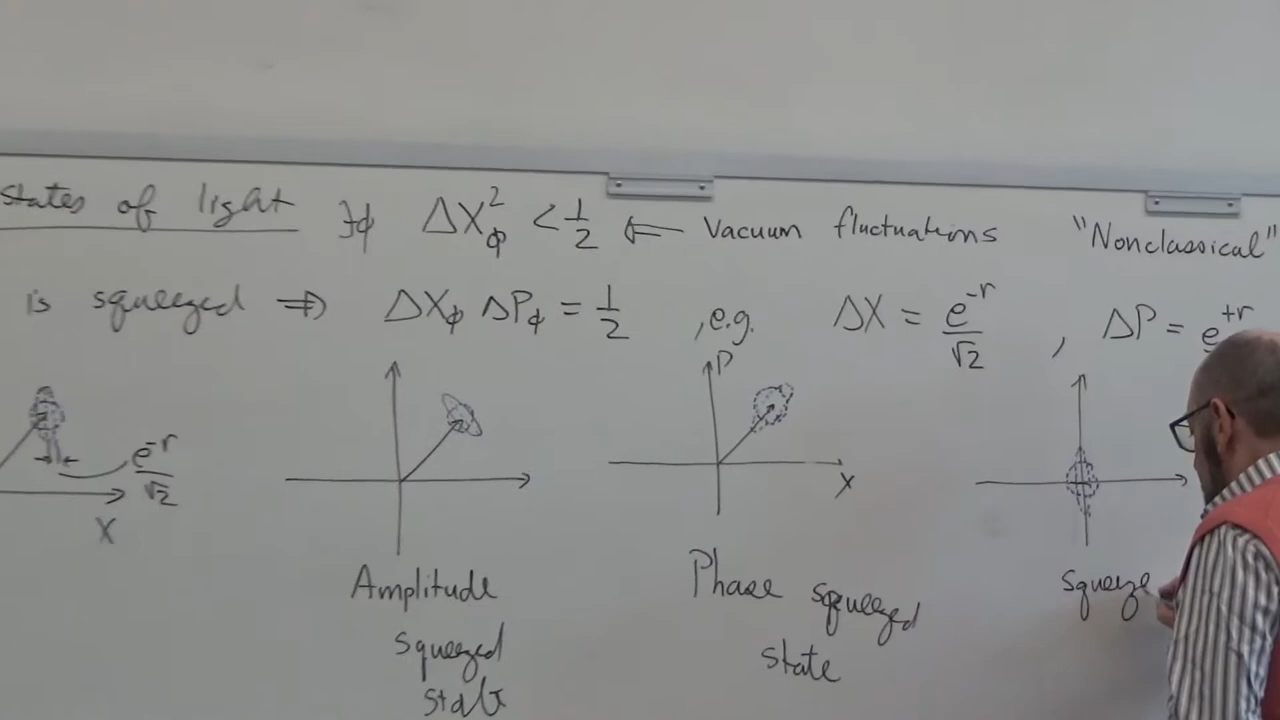 states of light ∃ϕ ΔX²_ϕ < 1/2 ⇐ Vacuum fluctuations "Nonclassical"
is squeezed ⇒ ΔX_ϕ ΔP_ϕ = 1/2 , e.g. ΔX = e^-r/√2 , ΔP = e^+r
P
e^-r/√2
X
X
Amplitude
squeezed
state
Phase squeezed
state
Squeeze